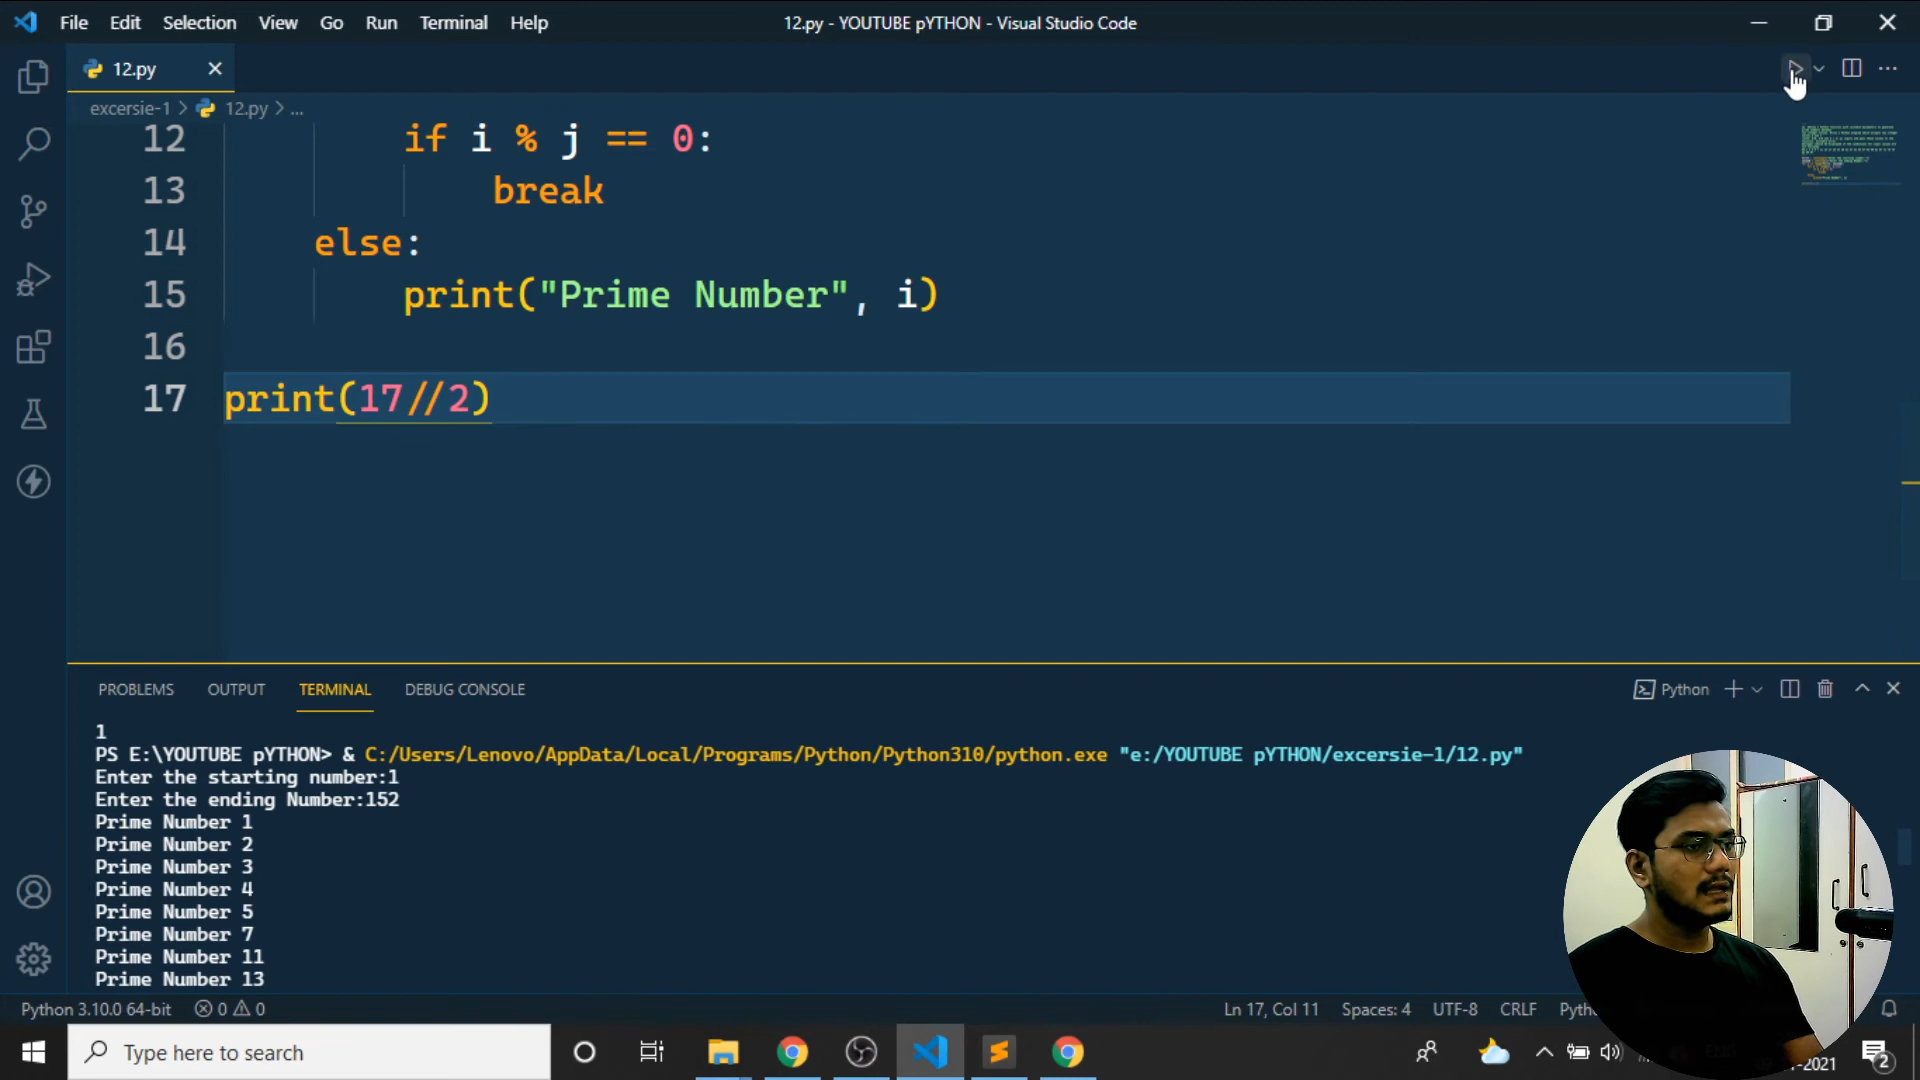 File Edit Selection View Go Run Terminal Help
12.py - YOUTUBE pYTHON - Visual Studio Code
12.py
excersie-1 > 12.py > ...
12 if i % j == 0:
13 break
14 else:
15 print("Prime Number", i)
16
17 print(17//2)
PROBLEMS OUTPUT TERMINAL DEBUG CONSOLE
Python
1
PS E:\YOUTUBE pYTHON> & C:/Users/Lenovo/AppData/Local/Programs/Python/Python310/python.exe "e:/YOUTUBE pYTHON/excersie-1/12.py"
Enter the starting number:1
Enter the ending Number:152
Prime Number 1
Prime Number 2
Prime Number 3
Prime Number 4
Prime Number 5
Prime Number 7
Prime Number 11
Prime Number 13
Python 3.10.0 64-bit 0 0
Ln 17, Col 11 Spaces: 4 UTF-8 CRLF
Type here to search
2